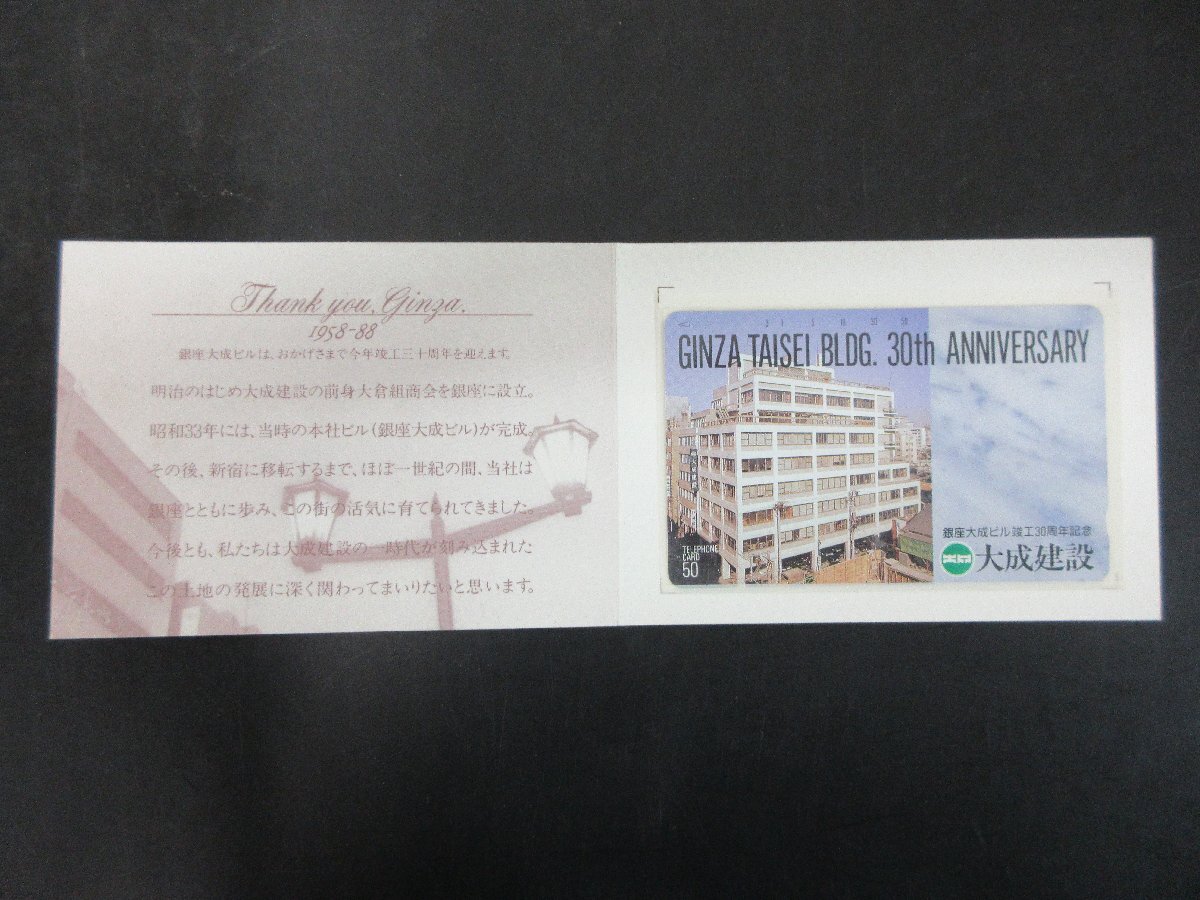 Thank you, Ginza.
1958-88
銀座大成ビルは、おかげさまで今年竣工三十周年を迎えます。
明治のはじめ大成建設の前身大倉組商会を銀座に設立。
昭和33年には、当時の本社ビル(銀座大成ビル)が完成。
その後、新宿に移転するまで、ほぼ一世紀の間、当社は
銀座とともに歩み、この街の活気に育てられてきました。
今後とも、私たちは大成建設の一時代が刻み込まれた
この土地の発展に深く関わってまいりたいと思います。
GINZA TAISEI BLDG. 30th ANNIVERSARY
TELEPHONE
CARD
50
銀座大成ビル竣工30周年記念
大成建設